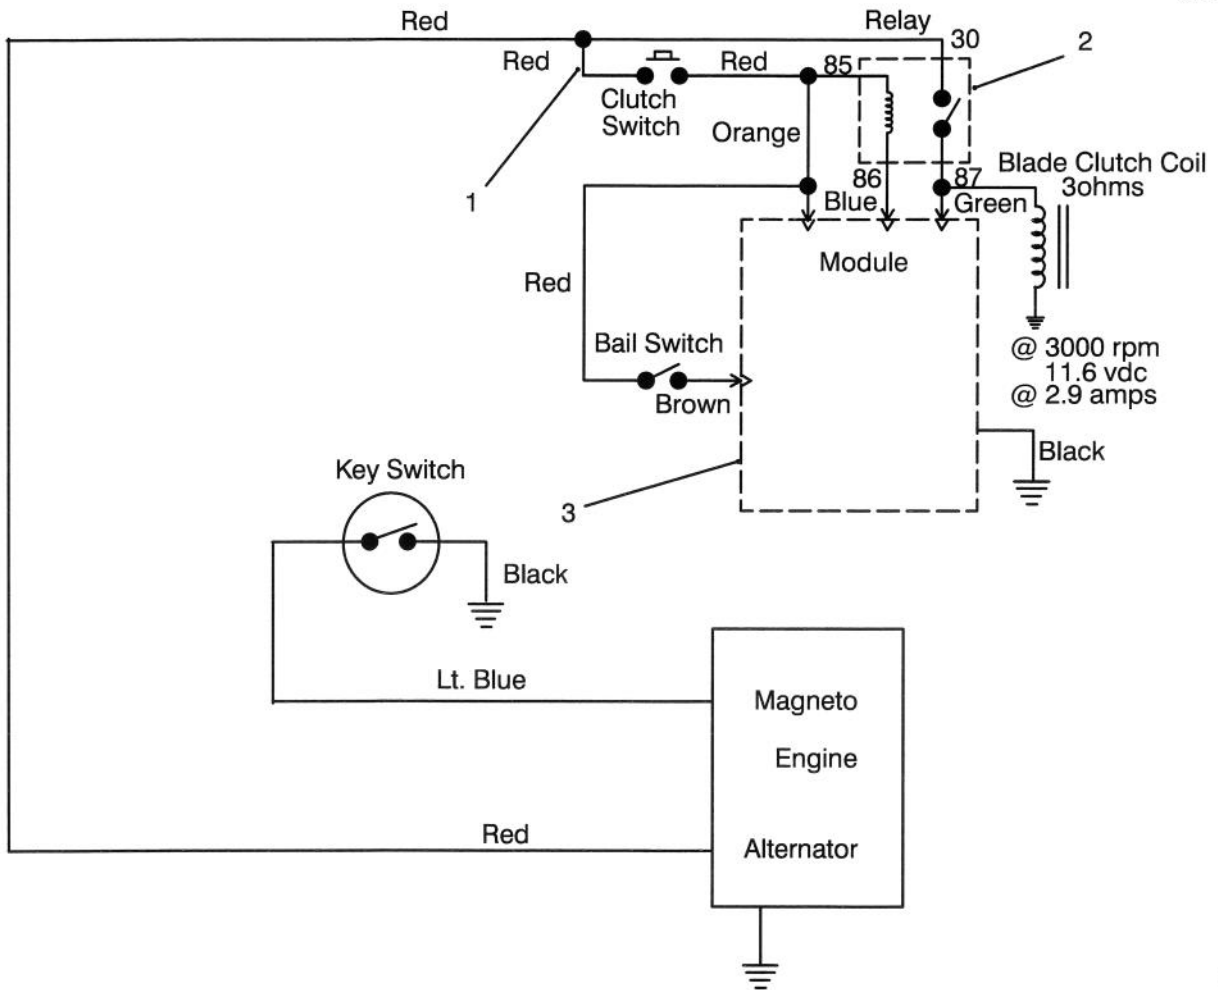 Red
Relay
30
2
Red
Red
85
Clutch
Switch
Orange
Blade Clutch Coil
3ohms
86
87
1
Blue
Green
Module
Red
Bail Switch
@ 3000 rpm
11.6 vdc
@ 2.9 amps
Brown
Black
Key Switch
3
Black
Lt. Blue
Magneto
Engine
Red
Alternator